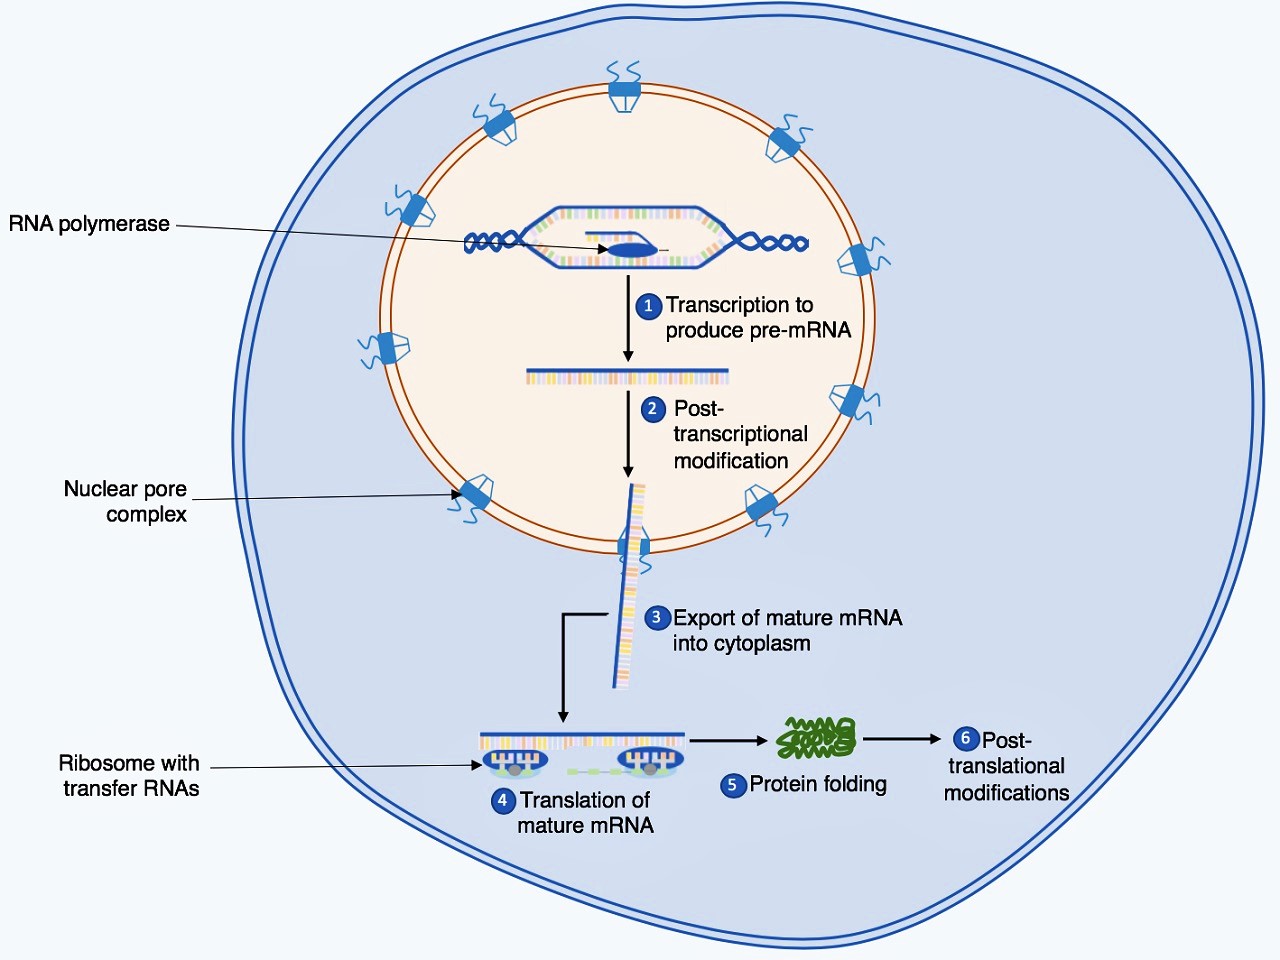 RNA polymerase
1 Transcription to
produce pre-mRNA
2 Post-
transcriptional
modification
Nuclear pore
complex
3 Export of mature mRNA
into cytoplasm
Ribosome with
transfer RNAs
4 Translation of
mature mRNA
5 Protein folding
6 Post-
translational
modifications